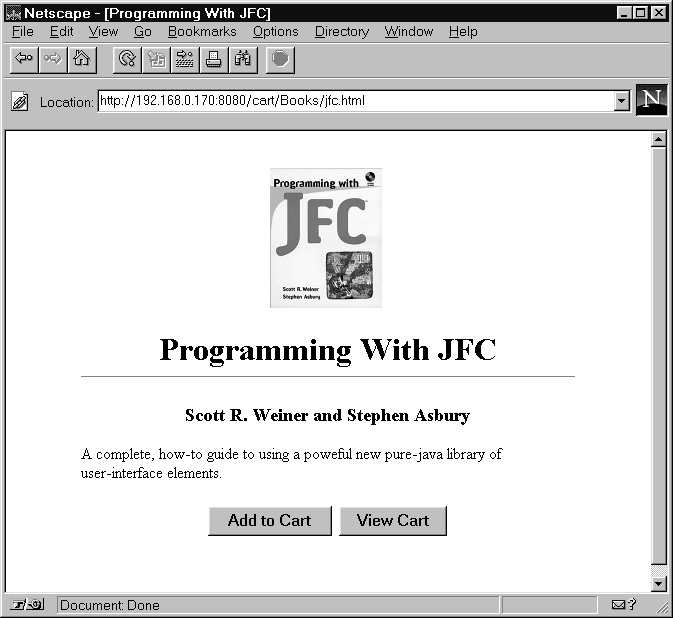 Netscape - [Programming With JFC]
File Edit View Go Bookmarks Options Directory Window Help
Location: http://192.168.0.170:8080/cart/Books/jfc.html
N
Programming with
JFC
Scott R. Weiner
Stephen Asbury
Programming With JFC
Scott R. Weiner and Stephen Asbury
A complete, how-to guide to using a poweful new pure-java library of
user-interface elements.
Add to Cart View Cart
Document: Done
?